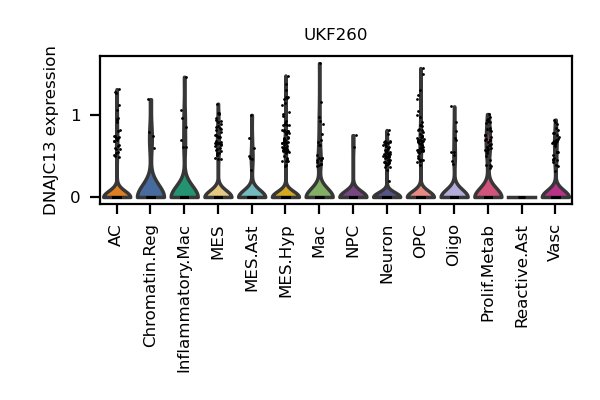 UKF260
DNAJC13 expression
1
0
AC
Chromatin.Reg
Inflammatory.Mac
MES
MES.Ast
MES.Hyp
Mac
NPC
Neuron
OPC
Oligo
Prolif.Metab
Reactive.Ast
Vasc